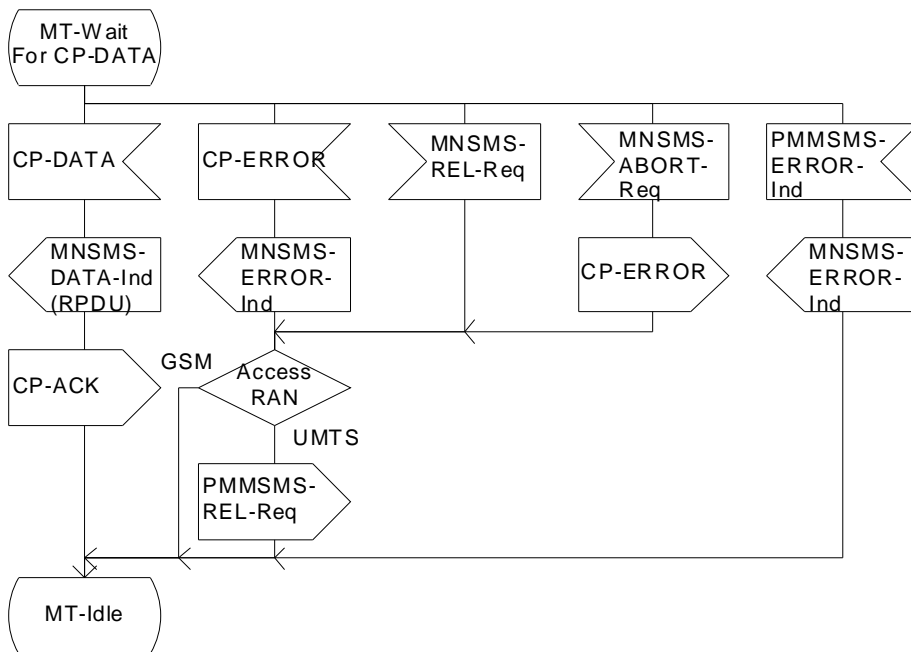 MT-Wait
For CP-DATA
CP-DATA
CP-ERROR
MNSMS-
REL-Req
MNSMS-
ABORT-
Req
PMMSMS-
ERROR-
Ind
MNSMS-
DATA-Ind
(RPDU)
MNSMS-
ERROR-
Ind
CP-ERROR
MNSMS-
ERROR-
Ind
CP-ACK
GSM
Access
RAN
UMTS
PMMSMS-
REL-Req
MT-Idle